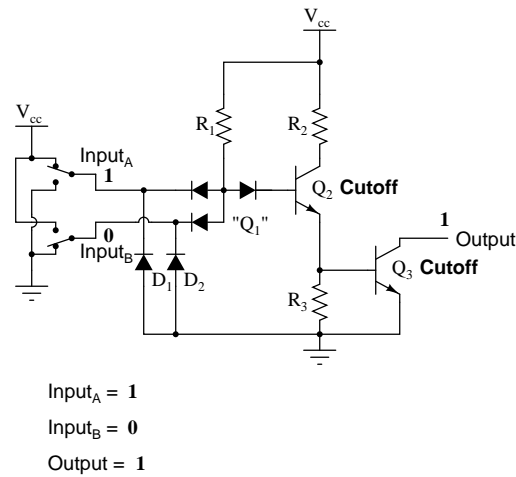 Vcc
R1
R2
Vcc
InputA
1
Q2 Cutoff
0
"Q1"
1
InputB
Output
Q3 Cutoff
D1
D2
R3
InputA = 1
InputB = 0
Output = 1